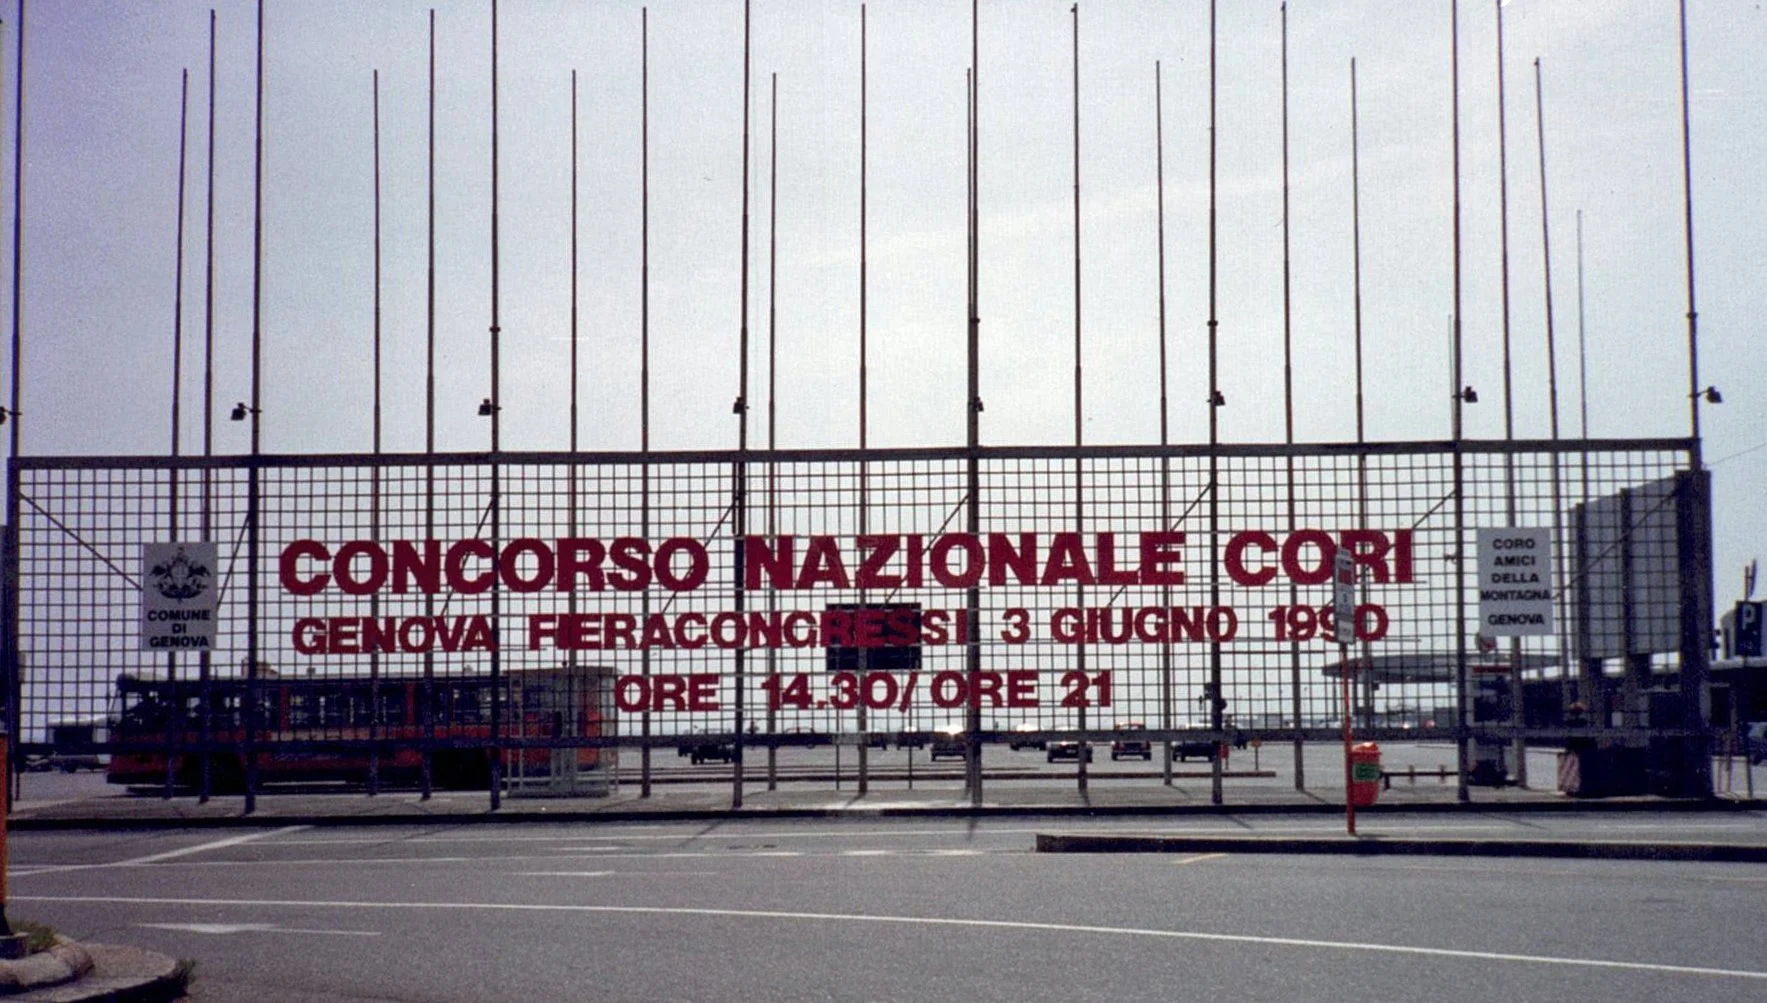 CONCORSO NAZIONALE CORI
GENOVA FIERACONGRESSI 3 GIUGNO 1990
ORE 14.30/ ORE 21
COMUNE
DI
GENOVA
CORO
AMICI
DELLA
MONTAGNA
GENOVA
P